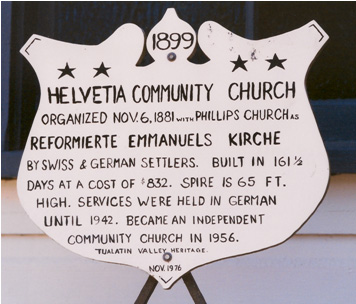 1899
HELVETIA COMMUNITY CHURCH
ORGANIZED NOV. 6, 1881 WITH PHILLIPS CHURCH AS
REFORMIERTE EMMANUELS KIRCHE
BY SWISS & GERMAN SETTLERS. BUILT IN 161 ½
DAYS AT A COST OF $832. SPIRE IS 65 FT.
HIGH. SERVICES WERE HELD IN GERMAN
UNTIL 1942. BECAME AN INDEPENDENT
COMMUNITY CHURCH IN 1956.
TUALATIN VALLEY HERITAGE.
NOV. 1976